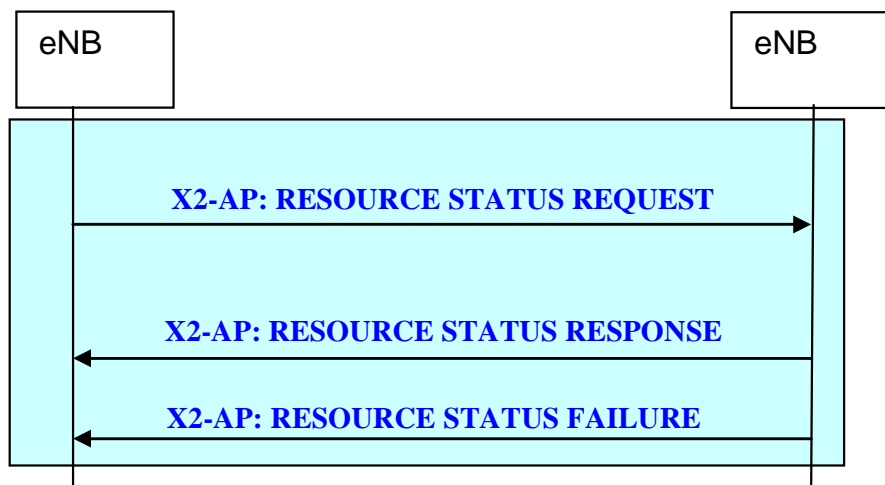 eNB
eNB
X2-AP: RESOURCE STATUS REQUEST
X2-AP: RESOURCE STATUS RESPONSE
X2-AP: RESOURCE STATUS FAILURE